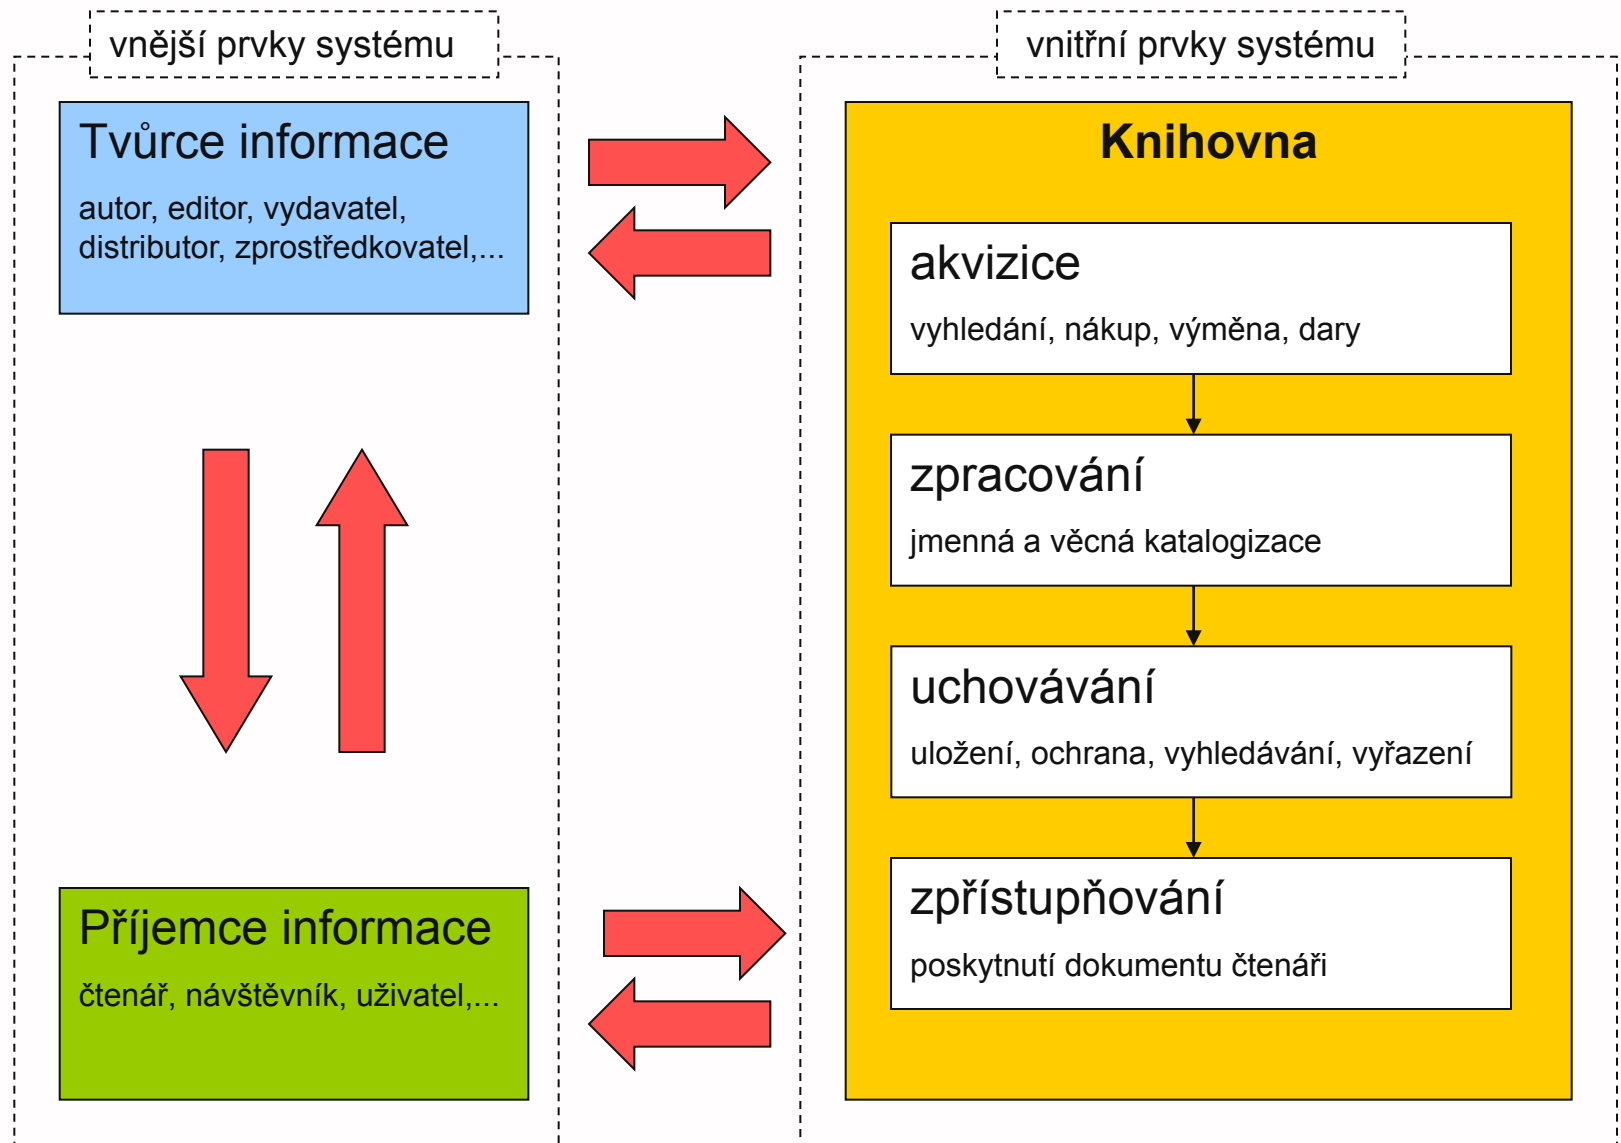 vnější prvky systému
Tvůrce informace
autor, editor, vydavatel,
distributor, zprostředkovatel,...
Příjemce informace
čtenář, návštěvník, uživatel,...
vnitřní prvky systému
Knihovna
akvizice
vyhledání, nákup, výměna, dary
zpracování
jmenná a věcná katalogizace
uchovávání
uložení, ochrana, vyhledávání, vyřazení
zpřístupňování
poskytnutí dokumentu čtenáři